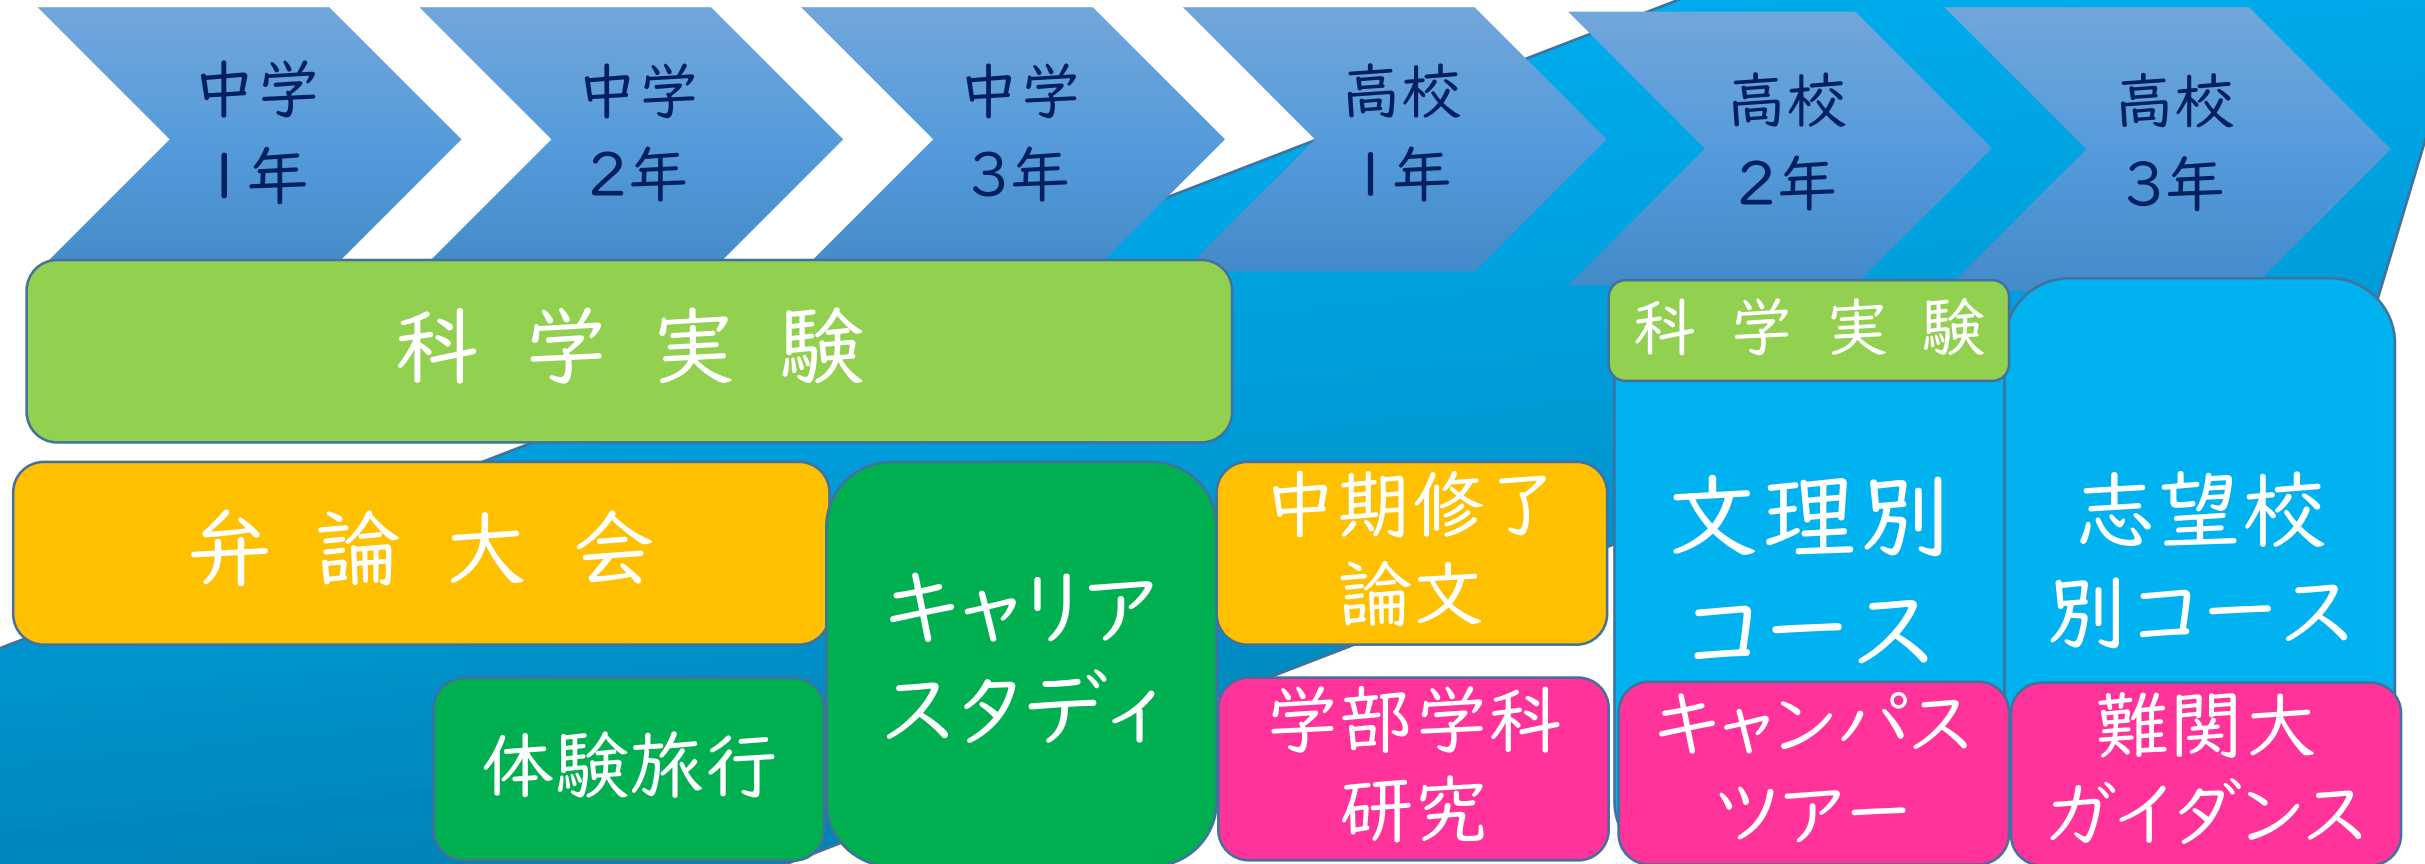 中学
1年
中学
2年
中学
3年
高校
1年
高校
2年
高校
3年
科学実験
科学実験
弁論大会
キャリア
スタディ
中期修了
論文
文理別
コース
志望校
別コース
体験旅行
学部学科
研究
キャンパス
ツアー
難関大
ガイダンス